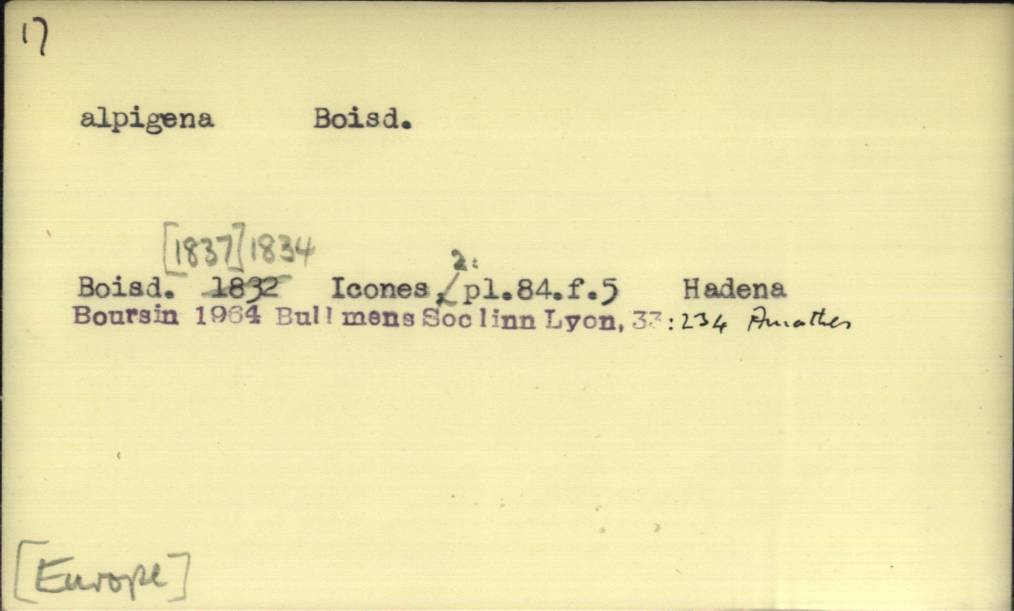 17
alpigena Boisd.
[1837] 1834
2:
Boisd. 1832 Icones, pl.84.f.5 Hadena
Boursin 1964 Bull mens Soc linn Lyon, 33:234 Amathes
[Europe]